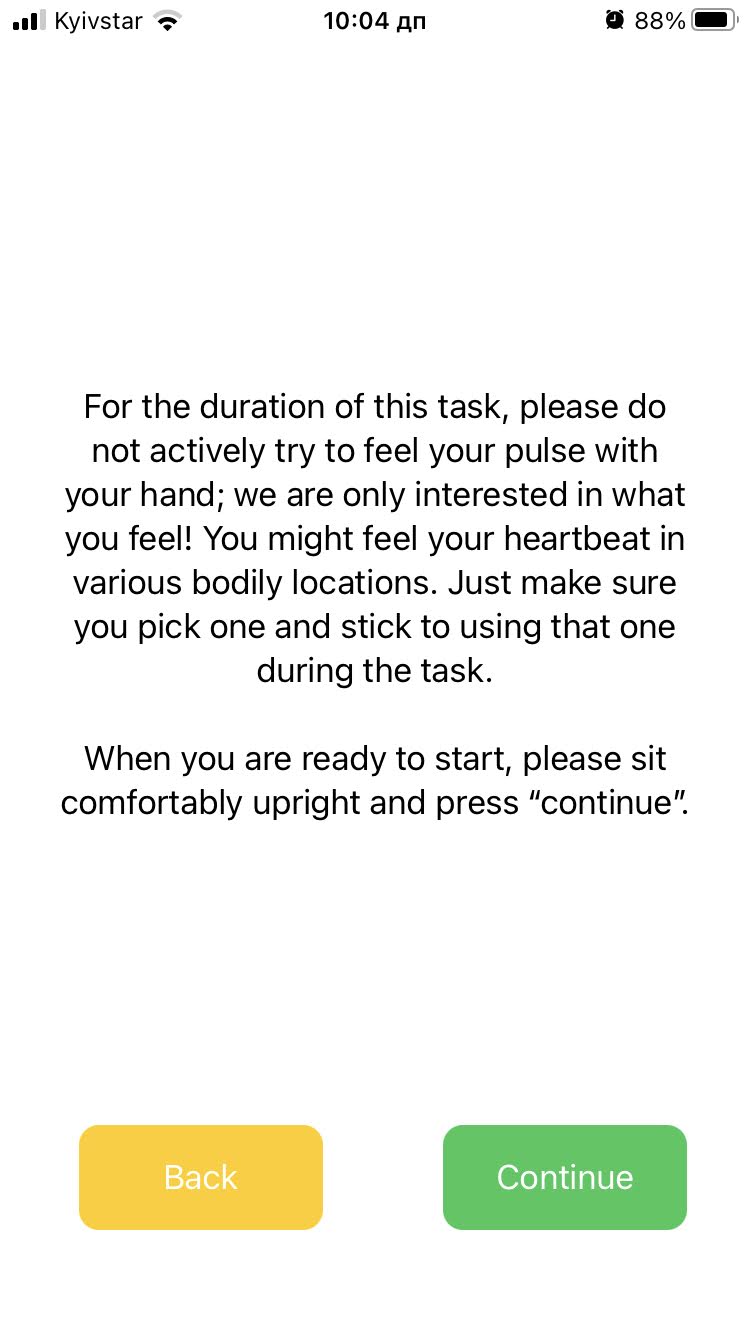 Kyivstar 10:04 дп 88%
For the duration of this task, please do
not actively try to feel your pulse with
your hand; we are only interested in what
you feel! You might feel your heartbeat in
various bodily locations. Just make sure
you pick one and stick to using that one
during the task.
When you are ready to start, please sit
comfortably upright and press “continue”.
Back Continue